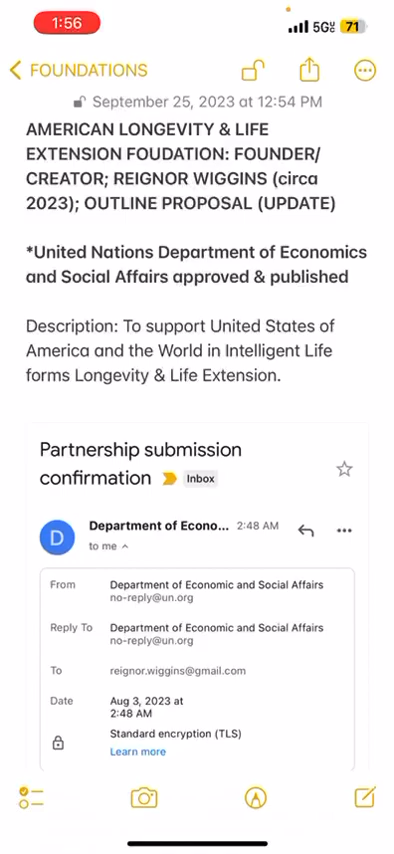 1:56
5G 71
FOUNDATIONS
September 25, 2023 at 12:54 PM
AMERICAN LONGEVITY & LIFE
EXTENSION FOUDATION: FOUNDER/
CREATOR; REIGNOR WIGGINS (circa
2023); OUTLINE PROPOSAL (UPDATE)
*United Nations Department of Economics
and Social Affairs approved & published
Description: To support United States of
America and the World in Intelligent Life
forms Longevity & Life Extension.
Partnership submission
confirmation Inbox
D
Department of Econo... 2:48 AM
to me
From Department of Economic and Social Affairs
no-reply@un.org
Reply To Department of Economic and Social Affairs
no-reply@un.org
To reignor.wiggins@gmail.com
Date Aug 3, 2023 at
2:48 AM
Standard encryption (TLS)
Learn more